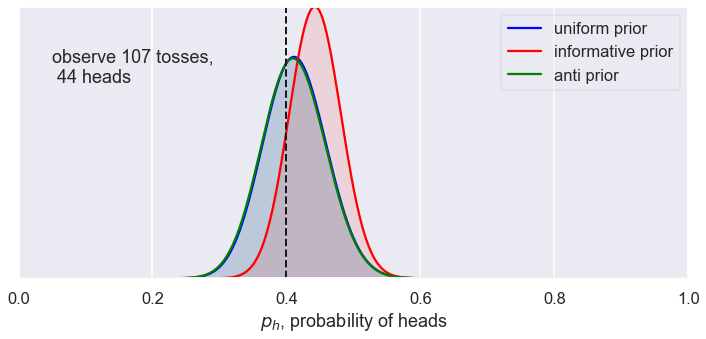 observe 107 tosses,
44 heads
uniform prior
informative prior
anti prior
0.0 0.2 0.4 0.6 0.8 1.0
p_h, probability of heads